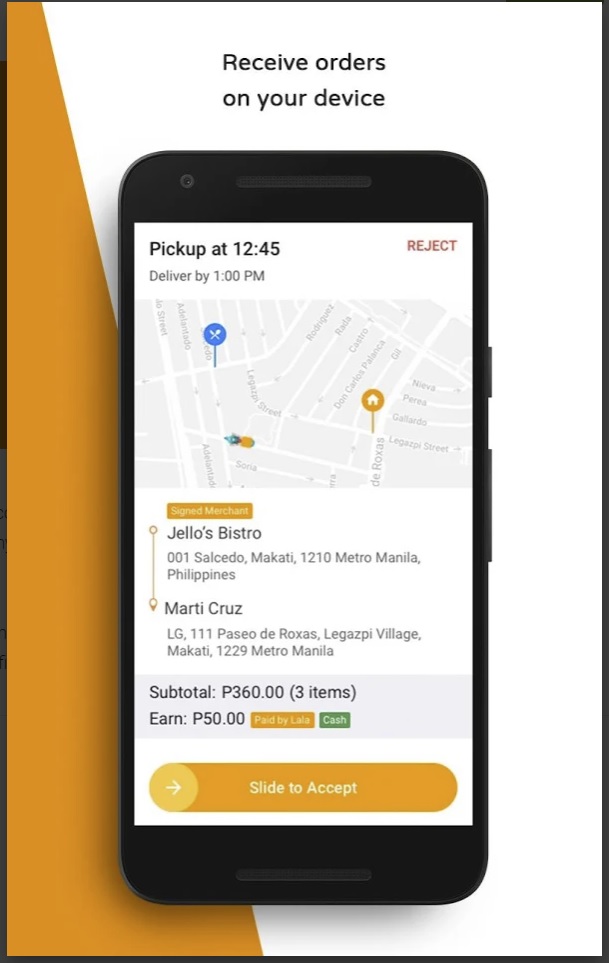 Receive orders
on your device
Pickup at 12:45
REJECT
Deliver by 1:00 PM
Adelantado
Rodriguez
Rada
Castro
Gil
Don Carlos Palanca
Legazpi Street
Nieva
Perea
Gallardo
Legazpi Street
de Roxas
Adelantado
Soria
Signed Merchant
Jello's Bistro
001 Salcedo, Makati, 1210 Metro Manila,
Philippines
Marti Cruz
LG, 111 Paseo de Roxas, Legazpi Village,
Makati, 1229 Metro Manila
Subtotal: P360.00 (3 items)
Earn: P50.00 Paid by Lala Cash
Slide to Accept